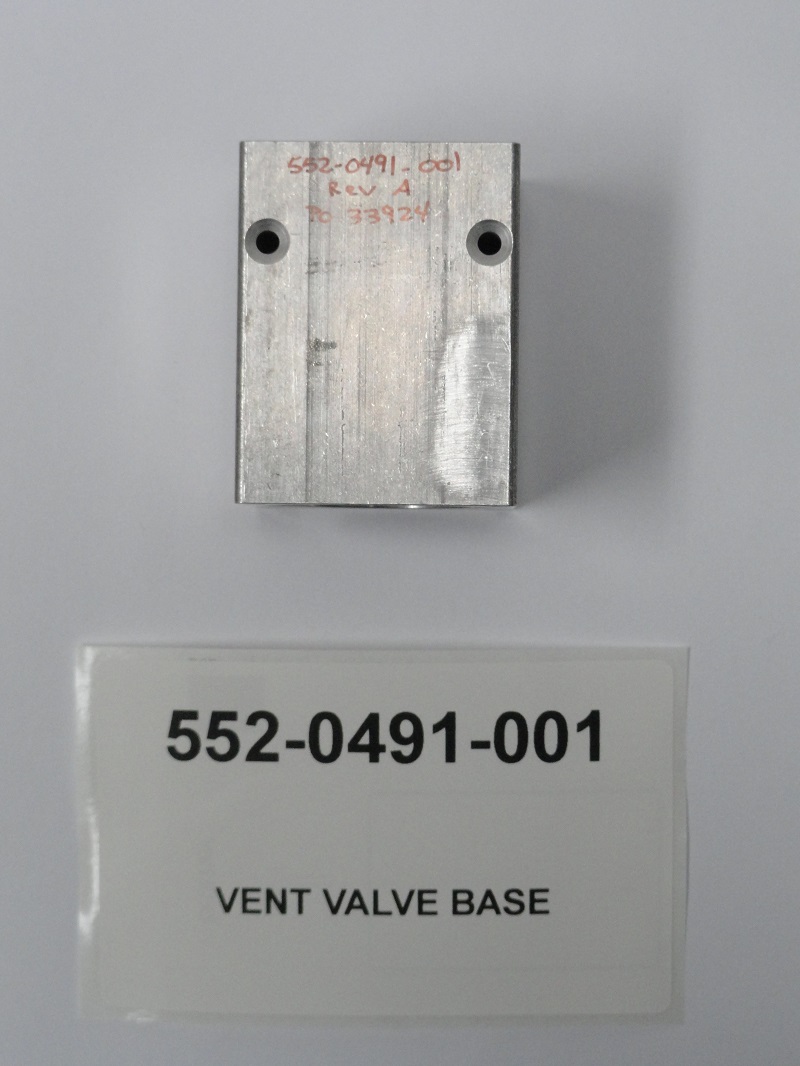 552-0491-001
Rev A
PO 33924
552-0491-001
VENT VALVE BASE